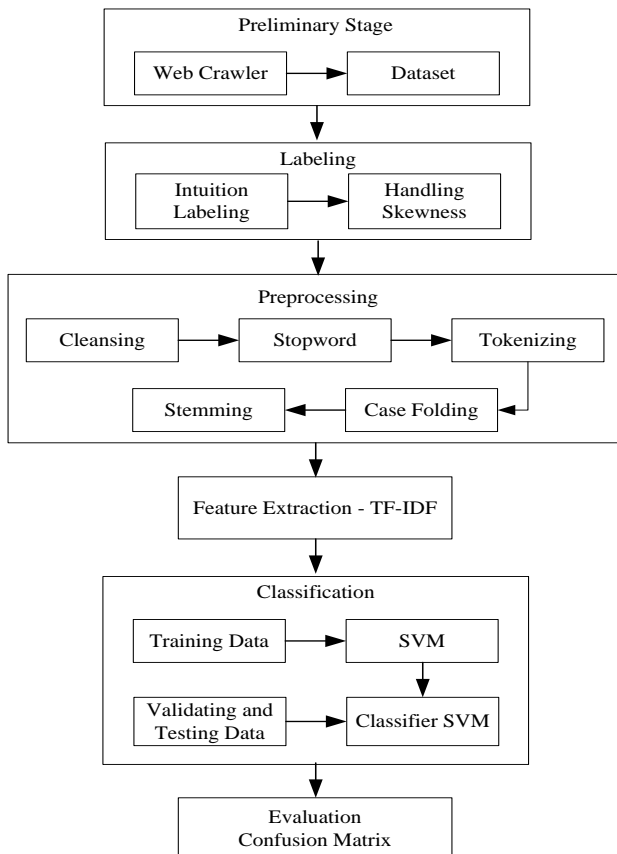 Preliminary Stage
Web Crawler
Dataset
Labeling
Intuition
Labeling
Handling
Skewness
Preprocessing
Cleansing
Stopword
Tokenizing
Stemming
Case Folding
Feature Extraction - TF-IDF
Classification
Training Data
SVM
Validating and
Testing Data
Classifier SVM
Evaluation
Confusion Matrix